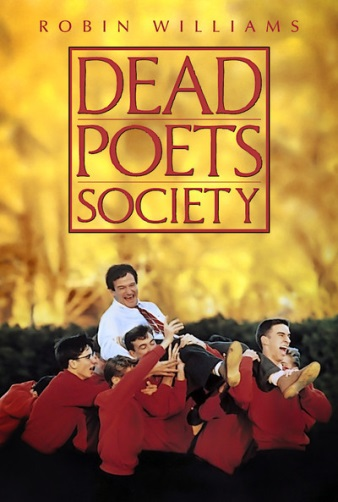 ROBIN WILLIAMS
DEAD
POETS
SOCIETY